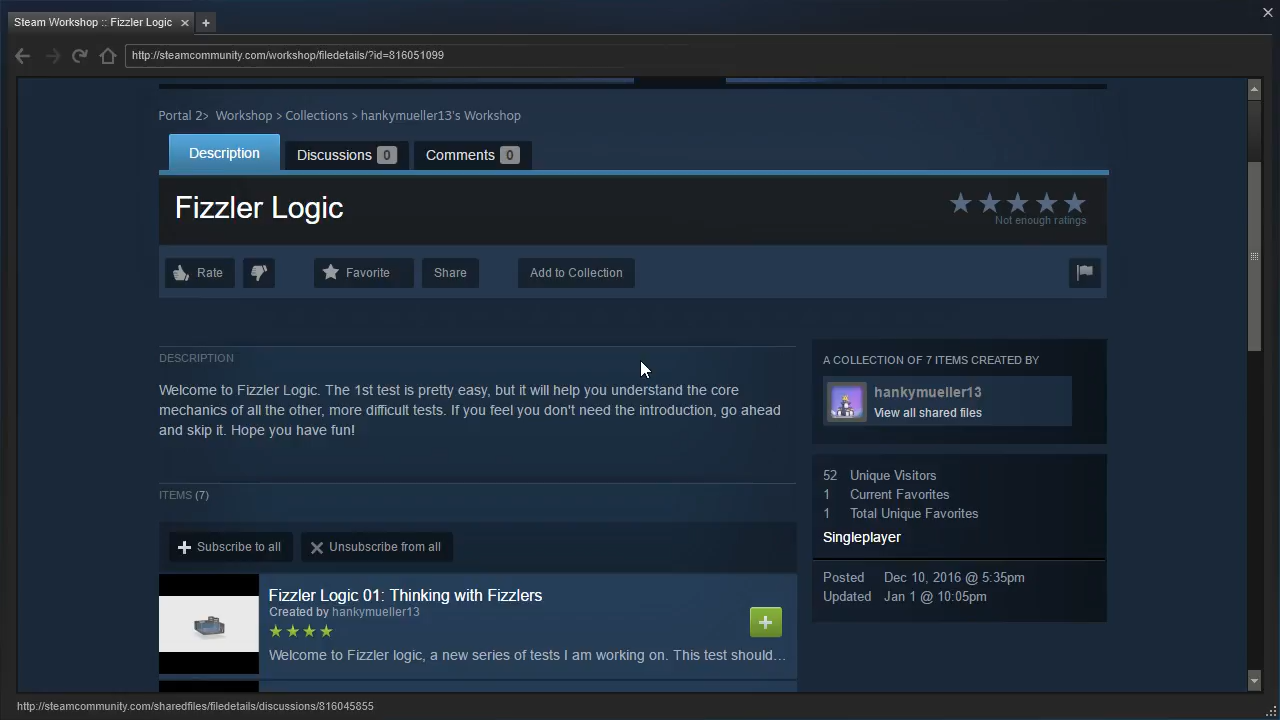 Steam Workshop :: Fizzler Logic
http://steamcommunity.com/workshop/filedetails/?id=816051099
Portal 2> Workshop > Collections > hankymueller13's Workshop
Description Discussions 0 Comments 0
Fizzler Logic
Not enough ratings
Rate Favorite Share Add to Collection
DESCRIPTION
Welcome to Fizzler Logic. The 1st test is pretty easy, but it will help you understand the core
mechanics of all the other, more difficult tests. If you feel you don't need the introduction, go ahead
and skip it. Hope you have fun!
A COLLECTION OF 7 ITEMS CREATED BY
hankymueller13
View all shared files
52 Unique Visitors
1 Current Favorites
1 Total Unique Favorites
Singleplayer
Posted Dec 10, 2016 @ 5:35pm
Updated Jan 1 @ 10:05pm
ITEMS (7)
Subscribe to all Unsubscribe from all
Fizzler Logic 01: Thinking with Fizzlers
Created by hankymueller13
Welcome to Fizzler logic, a new series of tests I am working on. This test should...
http://steamcommunity.com/sharedfiles/filedetails/discussions/816045855